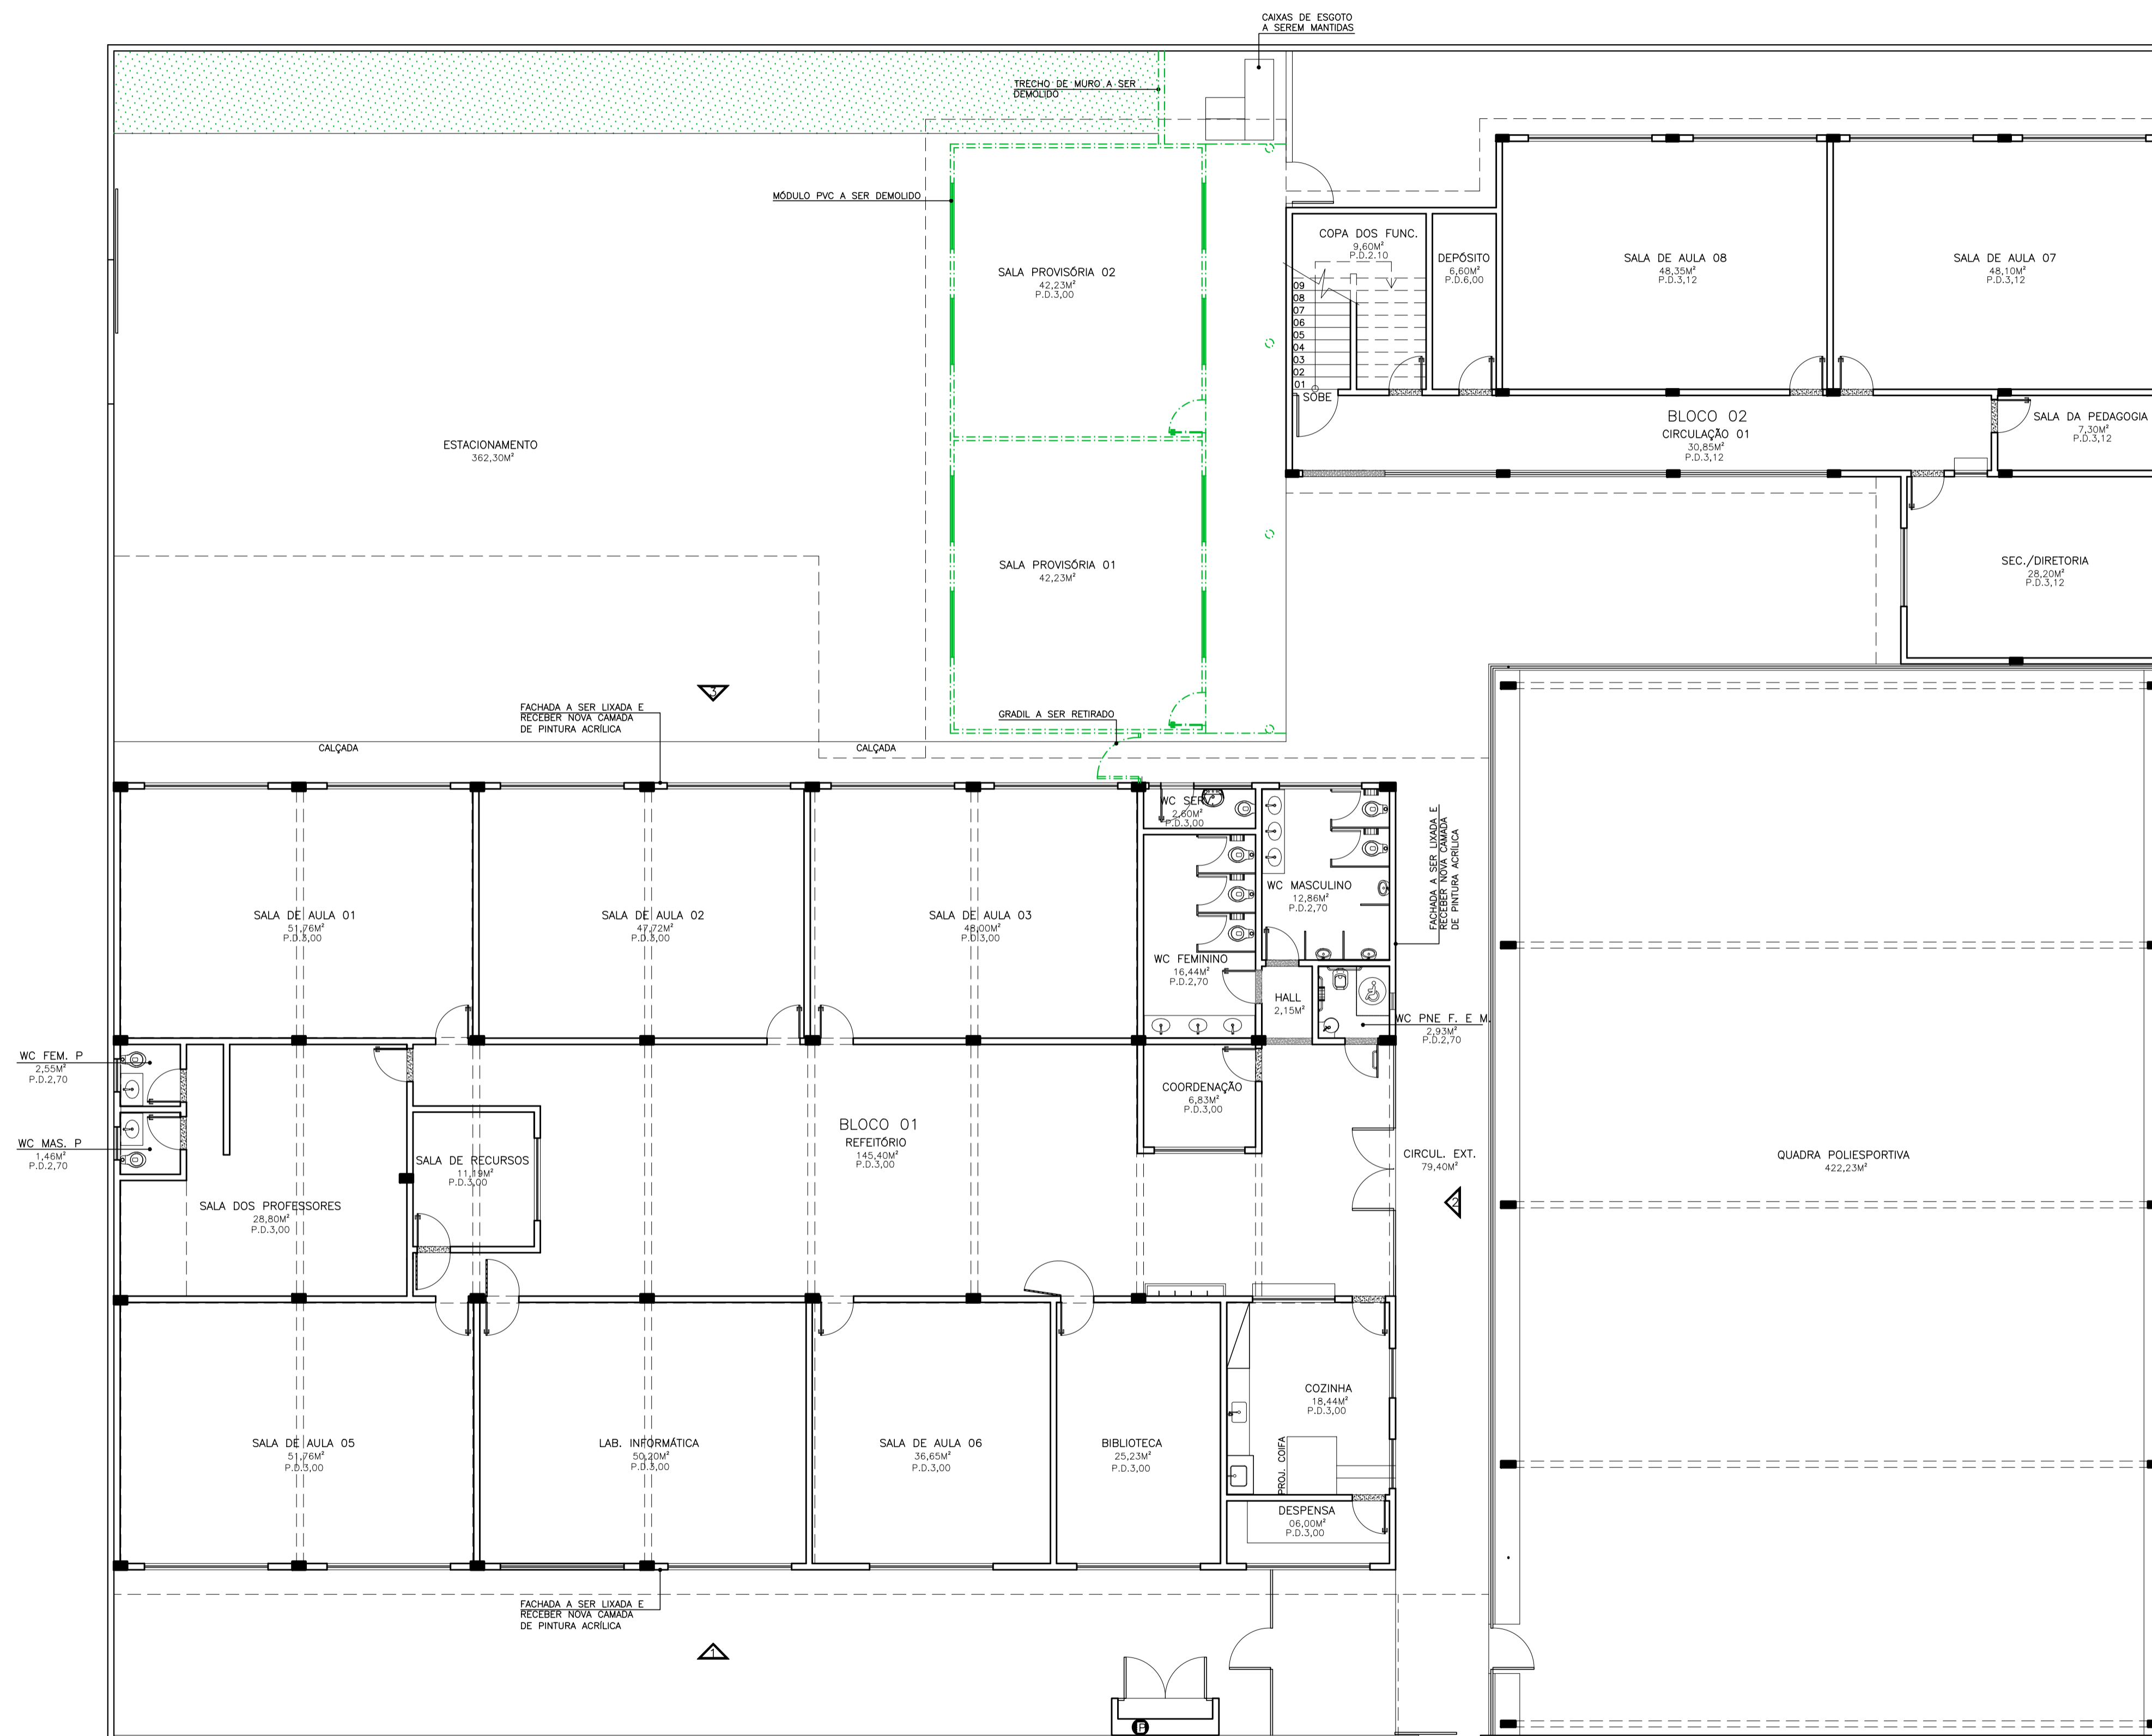 CAIXAS DE ESGOTO
A SEREM MANTIDAS
TRECHO DE MURO A SER
DEMOLIDO
MÓDULO PVC A SER DEMOLIDO
SALA PROVISÓRIA 02
42,23M²
P.D.3,00
COPA DOS FUNC.
9,60M²
P.D.2.10
DEPÓSITO
6,60M²
P.D.6,00
SALA DE AULA 08
48,35M²
P.D.3,12
SALA DE AULA 07
48,10M²
P.D.3,12
09
08
07
06
05
04
03
02
01
SOBE
BLOCO 02
CIRCULAÇÃO 01
30,85M²
P.D.3,12
SALA DA PEDAGOGIA
7,30M²
P.D.3,12
ESTACIONAMENTO
362,30M²
SALA PROVISÓRIA 01
42,23M²
SEC./DIRETORIA
28,20M²
P.D.3,12
3
FACHADA A SER LIXADA E
RECEBER NOVA CAMADA
DE PINTURA ACRÍLICA
GRADIL A SER RETIRADO
CALÇADA
CALÇADA
WC SERV.
2,60M²
P.D.3,00
FACHADA A SER LIXADA E
RECEBER NOVA CAMADA
DE PINTURA ACRÍLICA
SALA DE AULA 01
51,76M²
P.D.3,00
SALA DE AULA 02
47,72M²
P.D.3,00
SALA DE AULA 03
48,00M²
P.D.3,00
WC MASCULINO
12,86M²
P.D.2,70
WC FEMININO
16,44M²
P.D.2,70
HALL
2,15M²
WC PNE F. E M.
2,93M²
P.D.2,70
WC FEM. P
2,55M²
P.D.2,70
COORDENAÇÃO
6,83M²
P.D.3,00
BLOCO 01
REFEITÓRIO
145,40M²
P.D.3,00
WC MAS. P
1,46M²
P.D.2,70
SALA DE RECURSOS
11,19M²
P.D.3,00
CIRCUL. EXT.
79,40M²
2
QUADRA POLIESPORTIVA
422,23M²
SALA DOS PROFESSORES
28,80M²
P.D.3,00
SALA DE AULA 05
51,76M²
P.D.3,00
LAB. INFORMÁTICA
50,20M²
P.D.3,00
SALA DE AULA 06
36,65M²
P.D.3,00
BIBLIOTECA
25,23M²
P.D.3,00
COZINHA
18,44M²
P.D.3,00
PROJ. COIFA
DESPENSA
06,00M²
P.D.3,00
FACHADA A SER LIXADA E
RECEBER NOVA CAMADA
DE PINTURA ACRÍLICA
1
P